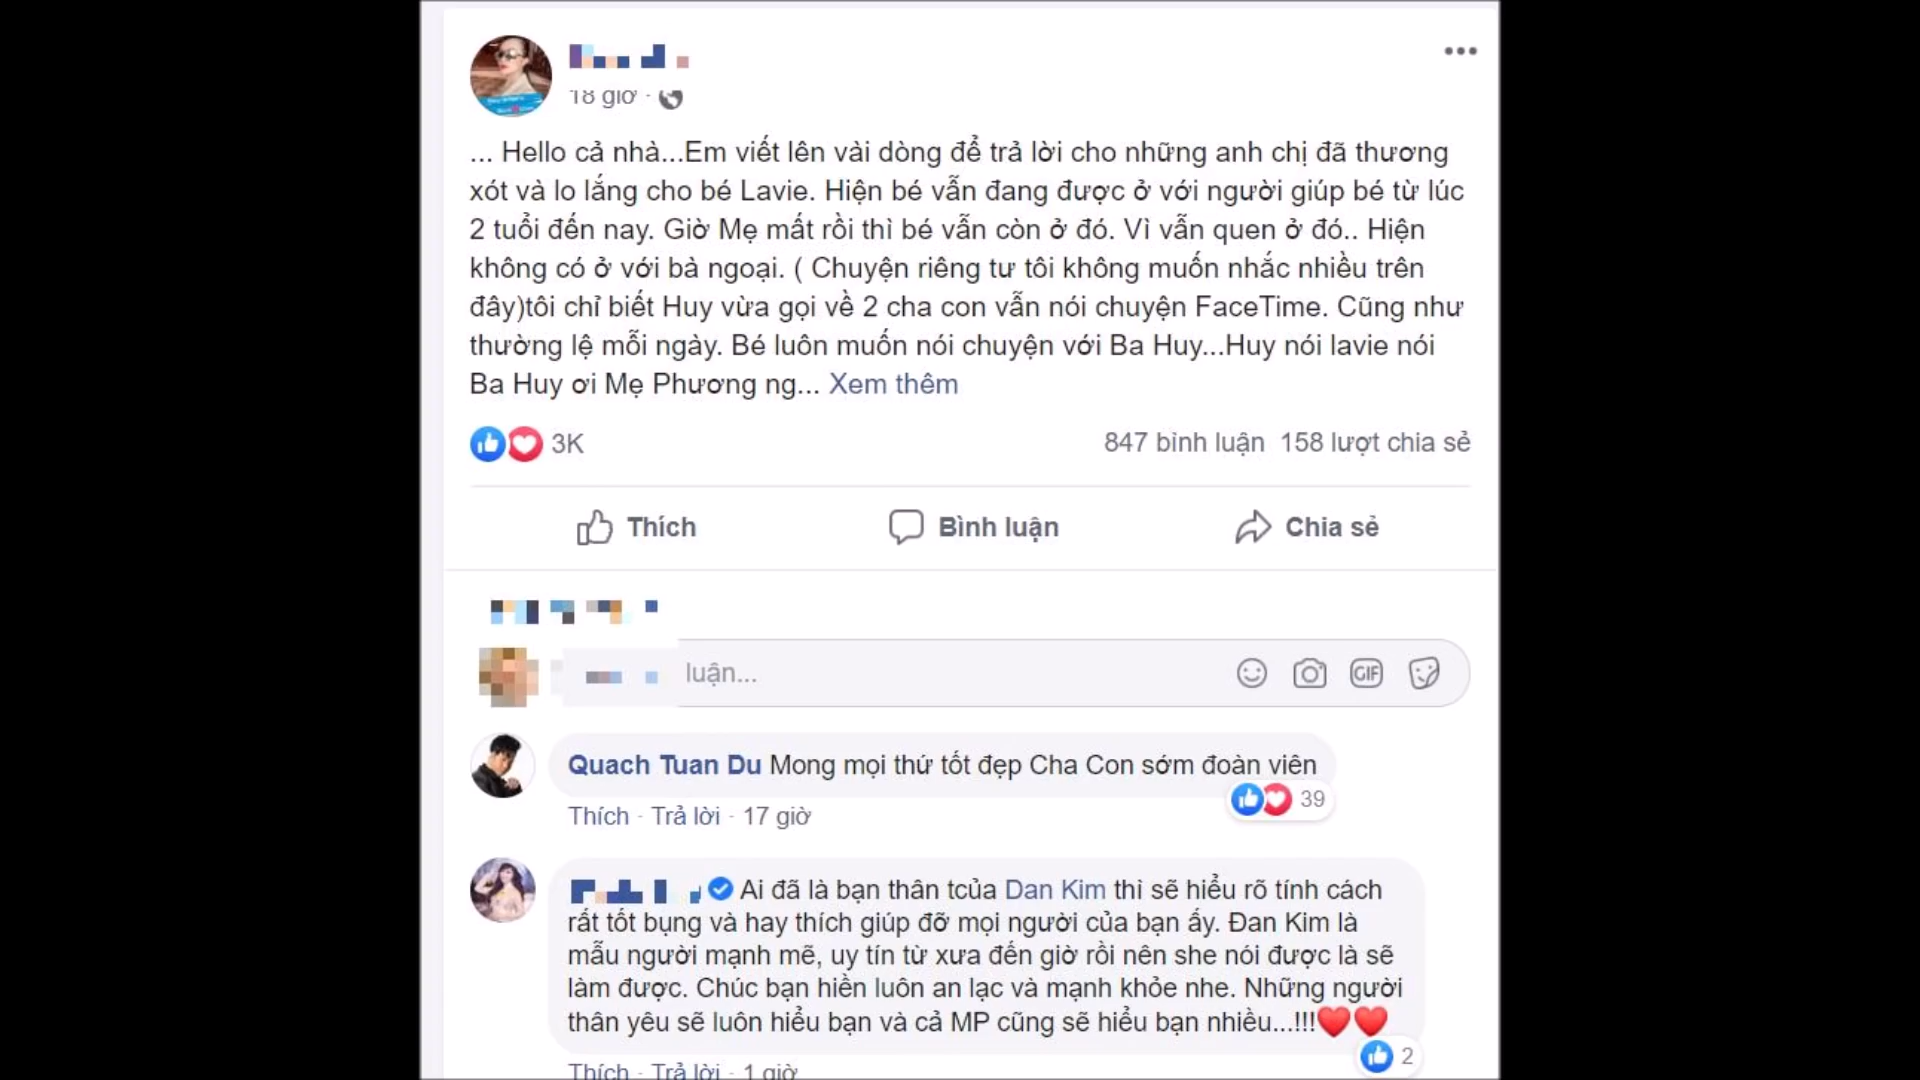 18 giờ ·
... Hello cả nhà...Em viết lên vài dòng để trả lời cho những anh chị đã thương
xót và lo lắng cho bé Lavie. Hiện bé vẫn đang được ở với người giúp bé từ lúc
2 tuổi đến nay. Giờ Mẹ mất rồi thì bé vẫn còn ở đó. Vì vẫn quen ở đó.. Hiện
không có ở với bà ngoại. ( Chuyện riêng tư tôi không muốn nhắc nhiều trên
đây)tôi chỉ biết Huy vừa gọi về 2 cha con vẫn nói chuyện FaceTime. Cũng như
thường lệ mỗi ngày. Bé luôn muốn nói chuyện với Ba Huy...Huy nói lavie nói
Ba Huy ơi Mẹ Phương ng... Xem thêm
3K 847 bình luận 158 lượt chia sẻ
Thích Bình luận Chia sẻ
luận... GIF
Quach Tuan Du Mong mọi thứ tốt đẹp Cha Con sớm đoàn viên
39
Thích · Trả lời · 17 giờ
Ai đã là bạn thân tcủa Dan Kim thì sẽ hiểu rõ tính cách
rất tốt bụng và hay thích giúp đỡ mọi người của bạn ấy. Đan Kim là
mẫu người mạnh mẽ, uy tín từ xưa đến giờ rồi nên she nói được là sẽ
làm được. Chúc bạn hiền luôn an lạc và mạnh khỏe nhe. Những người
thân yêu sẽ luôn hiểu bạn và cả MP cũng sẽ hiểu bạn nhiều...!!!❤️❤️
2
Thích · Trả lời · 1 giờ